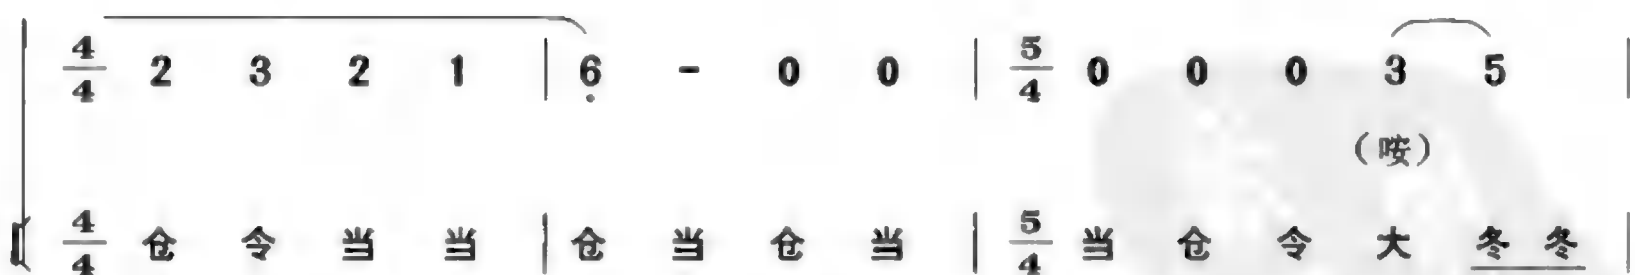 4/4 2 3 2 1 | 6̣ - 0 0 | 5/4 0 0 0 3 5 |
(咹)
4/4 仓 令 当 当 | 仓 当 仓 当 | 5/4 当 仓 令 大 冬 冬 |